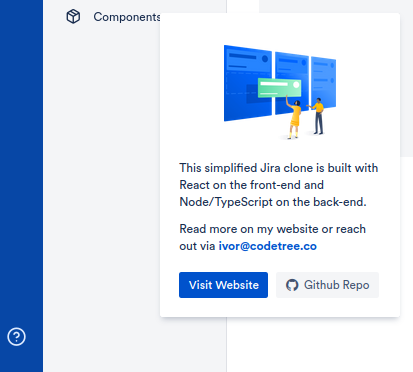 Components
This simplified Jira clone is built with
React on the front-end and
Node/TypeScript on the back-end.
Read more on my website or reach
out via ivor@codetree.co
Visit Website
Github Repo